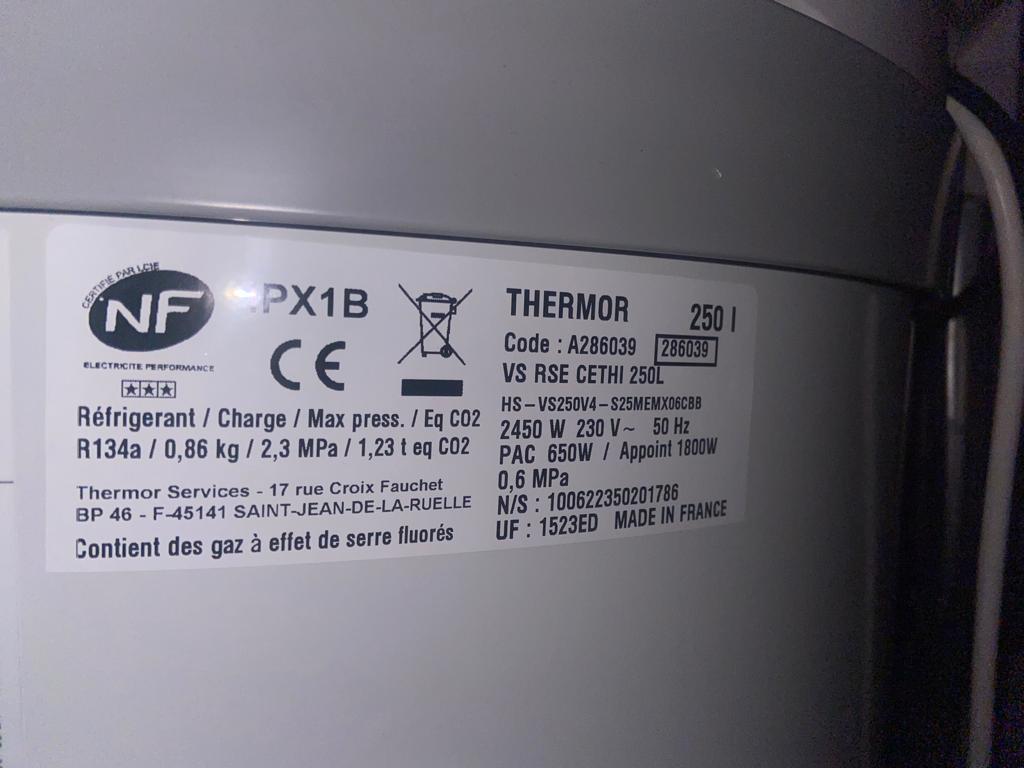 CERTIFIE PAR LCIE
NF
ELECTRICITE PERFORMANCE
IPX1B
CE
Réfrigerant / Charge / Max press. / Eq CO2
R134a / 0,86 kg / 2,3 MPa / 1,23 t eq CO2
Thermor Services - 17 rue Croix Fauchet
BP 46 - F-45141 SAINT-JEAN-DE-LA-RUELLE
Contient des gaz à effet de serre fluorés
THERMOR 250 l
Code : A286039 286039
VS RSE CETHI 250L
HS-VS250V4-S25MEMX06CBB
2450 W 230 V~ 50 Hz
PAC 650W / Appoint 1800W
0,6 MPa
N/S : 100622350201786
UF : 1523ED MADE IN FRANCE